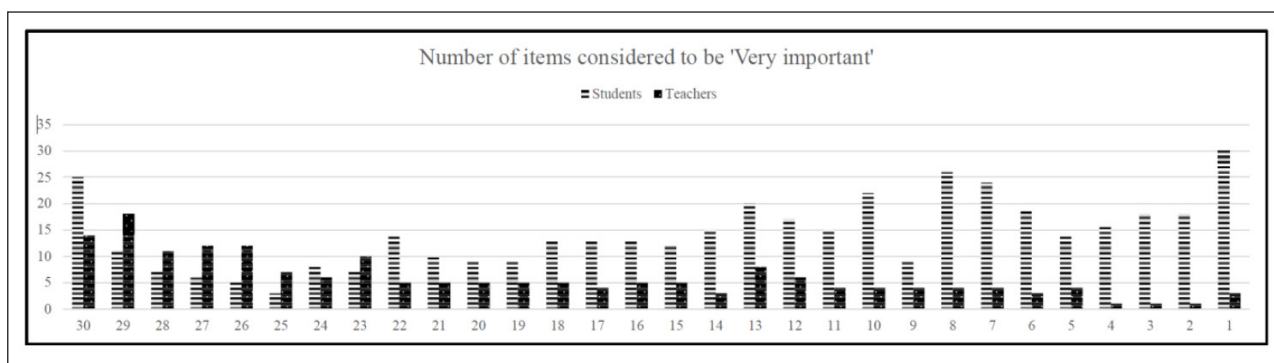 Number of items considered to be 'Very important'
Students Teachers
35
30
25
20
15
10
5
0
30 29 28 27 26 25 24 23 22 21 20 19 18 17 16 15 14 13 12 11 10 9 8 7 6 5 4 3 2 1